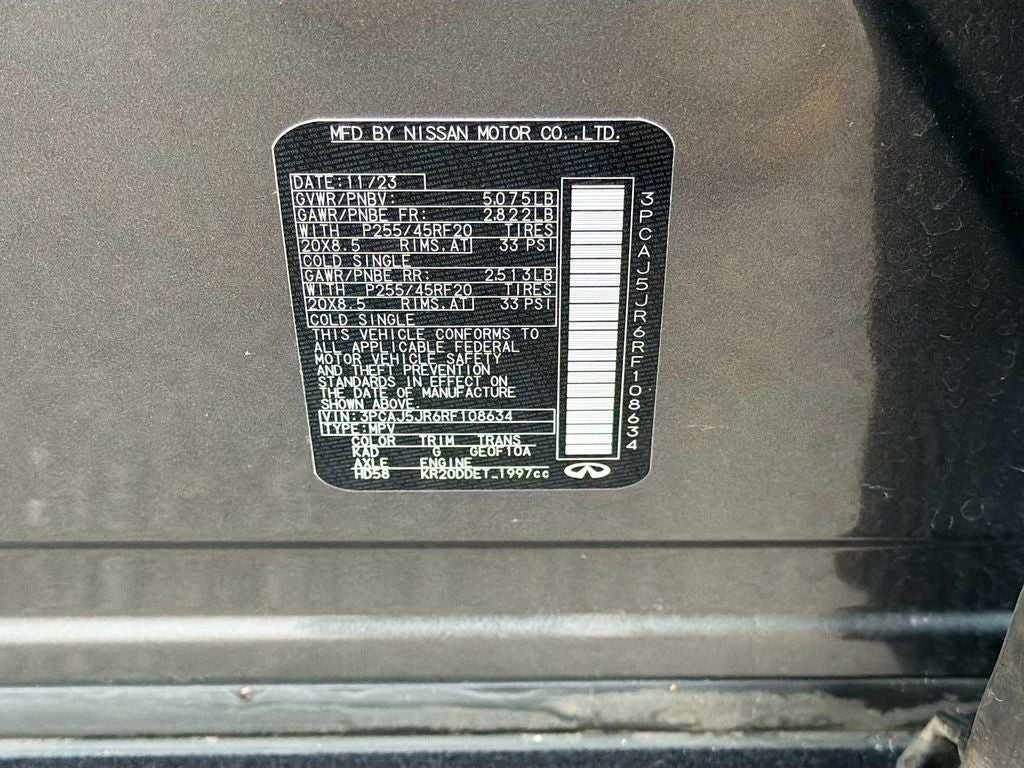 MFD BY NISSAN MOTOR CO.,LTD.
DATE:11/23
GVWR/PNBV: 5,075LB
GAWR/PNBE FR: 2,822LB
WITH P255/45RF20 TIRES
20X8.5 RIMS,AT 33 PSI
COLD SINGLE
GAWR/PNBE RR: 2,513LB
WITH P255/45RF20 TIRES
20X8.5 RIMS,AT 33 PSI
COLD SINGLE
THIS VEHICLE CONFORMS TO
ALL APPLICABLE FEDERAL
MOTOR VEHICLE SAFETY
AND THEFT PREVENTION
STANDARDS IN EFFECT ON
THE DATE OF MANUFACTURE
SHOWN ABOVE.
VIN:3PCAJ5JR6RF108634
TYPE:MPV
COLOR TRIM TRANS
KAD G GE0F10A
AXLE ENGINE
HD58 KR20DDET_1997cc
3PCAJ5JR6RF108634